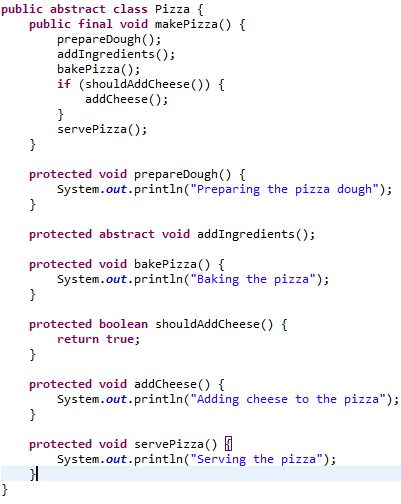 public abstract class Pizza {
    public final void makePizza() {
        prepareDough();
        addIngredients();
        bakePizza();
        if (shouldAddCheese()) {
            addCheese();
        }
        servePizza();
    }

    protected void prepareDough() {
        System.out.println("Preparing the pizza dough");
    }

    protected abstract void addIngredients();

    protected void bakePizza() {
        System.out.println("Baking the pizza");
    }

    protected boolean shouldAddCheese() {
        return true;
    }

    protected void addCheese() {
        System.out.println("Adding cheese to the pizza");
    }

    protected void servePizza() {
        System.out.println("Serving the pizza");
    }
}